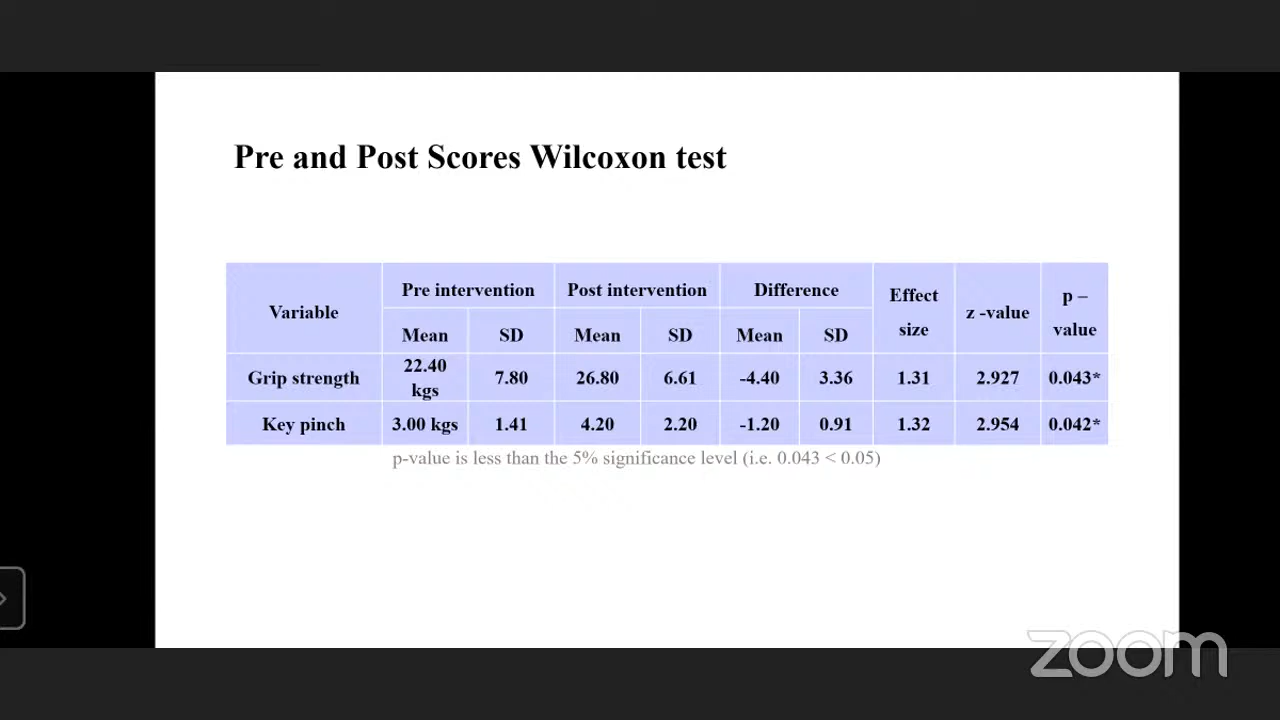 Pre and Post Scores Wilcoxon test
Variable Pre intervention Post intervention Difference Effect size z -value p – value
Mean SD Mean SD Mean SD
Grip strength 22.40 kgs 7.80 26.80 6.61 -4.40 3.36 1.31 2.927 0.043*
Key pinch 3.00 kgs 1.41 4.20 2.20 -1.20 0.91 1.32 2.954 0.042*
p-value is less than the 5% significance level (i.e. 0.043 < 0.05)
zoom